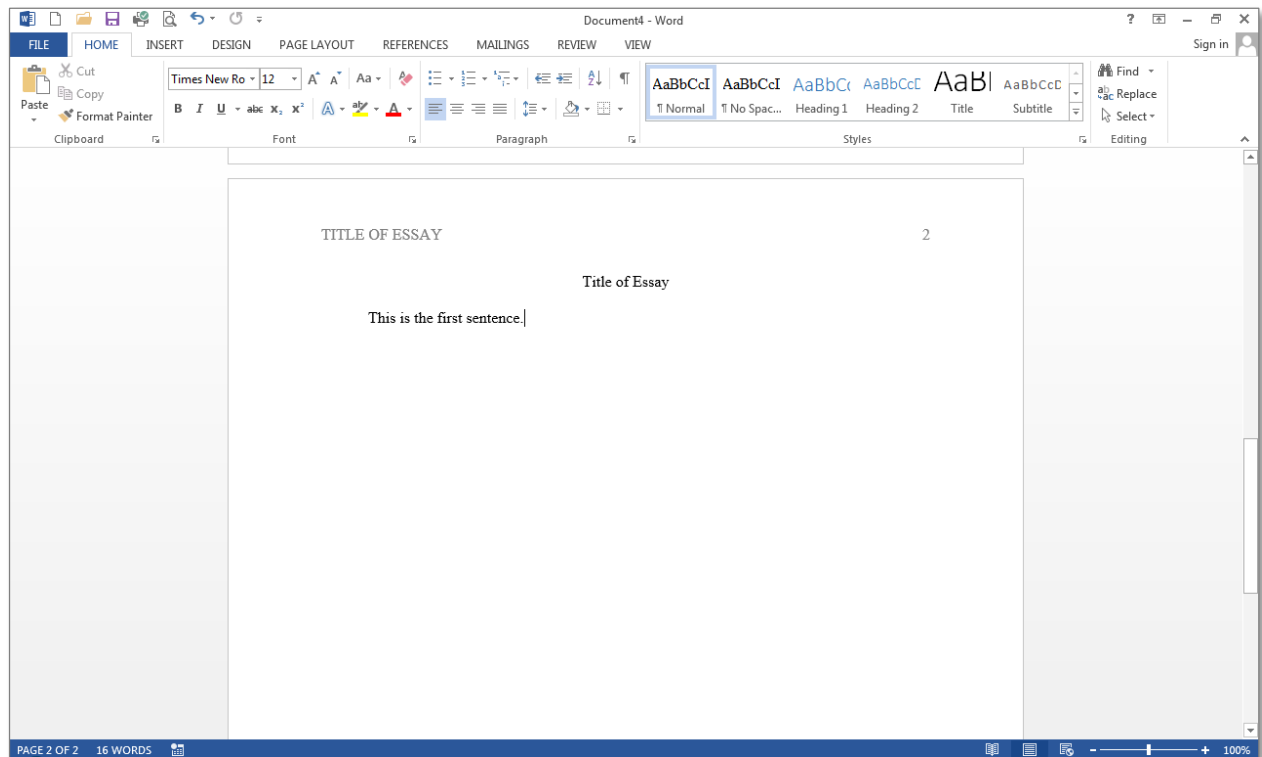 Document4 - Word
FILE HOME INSERT DESIGN PAGE LAYOUT REFERENCES MAILINGS REVIEW VIEW Sign in
Paste
Cut
Copy
Format Painter
Clipboard
Times New Ro 12
Font
Paragraph
AaBbCcI AaBbCcI AaBbCc AaBbCcC AaB AaBbCcC
¶ Normal ¶ No Spac... Heading 1 Heading 2 Title Subtitle
Styles
Find
Replace
Select
Editing
TITLE OF ESSAY 2
Title of Essay
This is the first sentence.
PAGE 2 OF 2 16 WORDS 100%